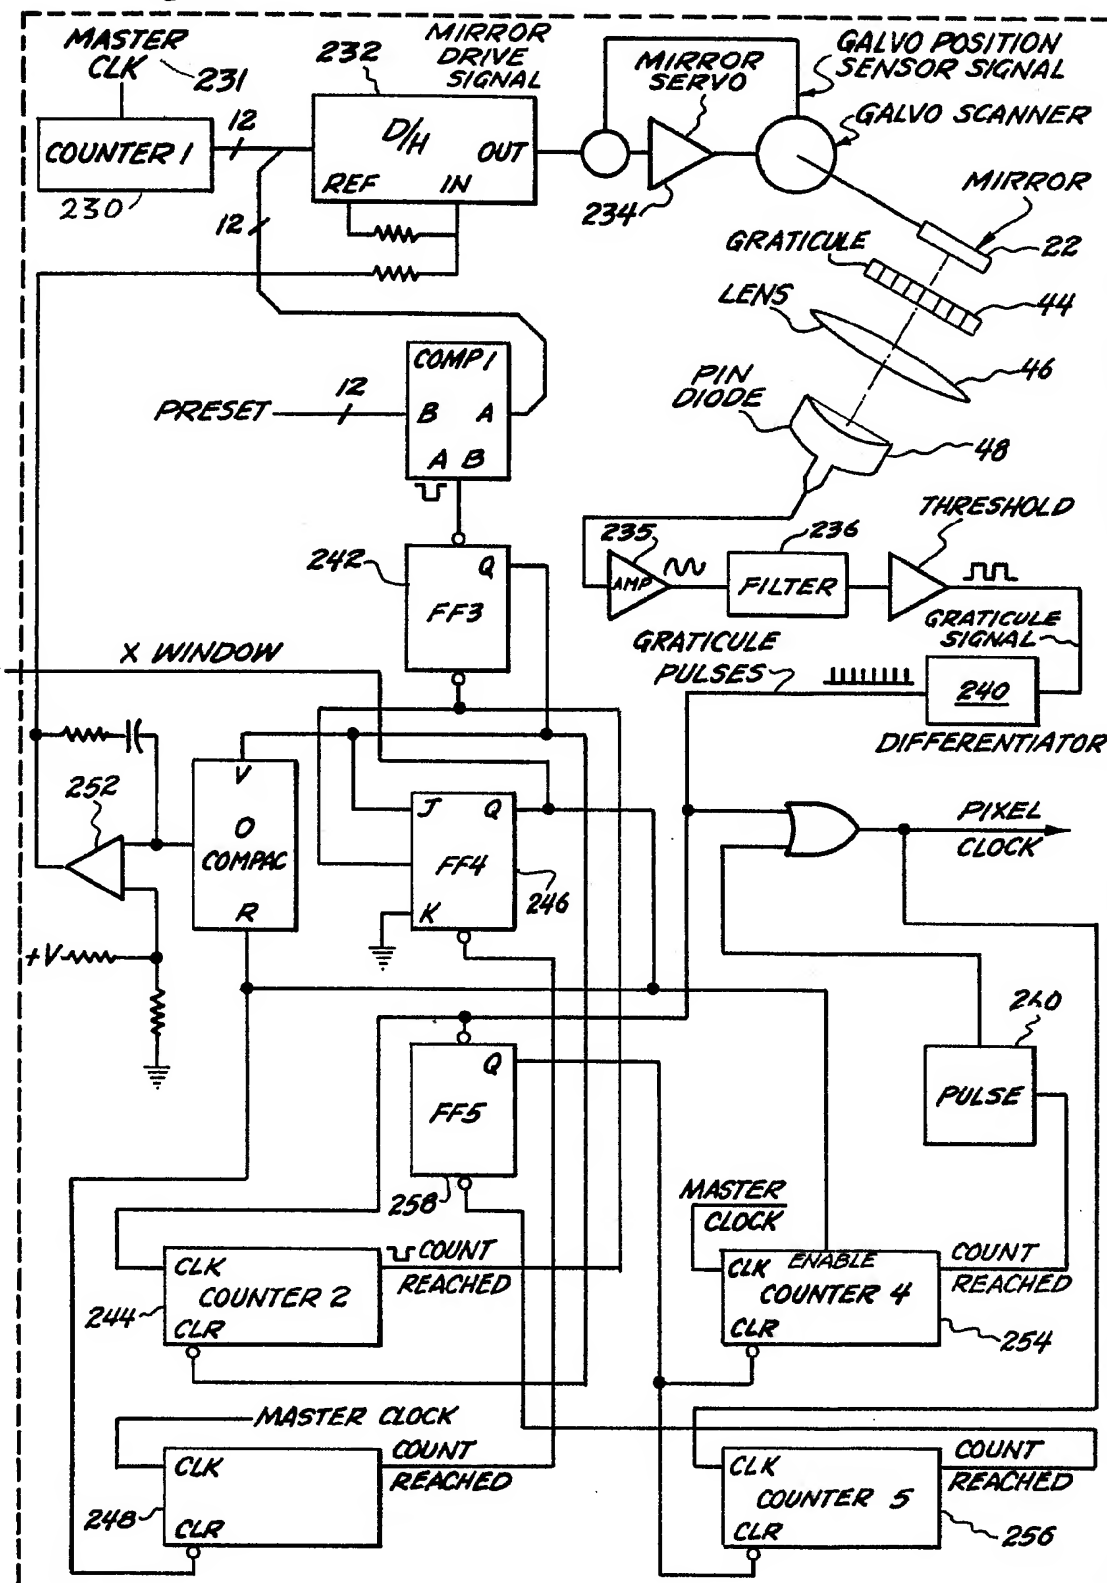 MASTER
CLK
231
COUNTER 1
230
12
12
232
MIRROR
DRIVE
SIGNAL
D/H
OUT
REF
IN
MIRROR
SERVO
234
GALVO POSITION
SENSOR SIGNAL
GALVO SCANNER
MIRROR
22
GRATICULE
44
LENS
46
PIN
DIODE
48
COMP 1
PRESET
12
B A
A B
242
Q
FF3
235
AMP
236
FILTER
THRESHOLD
GRATICULE
SIGNAL
GRATICULE
PULSES
240
DIFFERENTIATOR
X WINDOW
252
V
O
COMPAC
R
+V
J Q
FF4
K
246
PIXEL
CLOCK
260
PULSE
Q
FF5
258
MASTER
CLOCK
CLK
COUNTER 2
CLR
244
COUNT
REACHED
ENABLE
CLK
COUNTER 4
CLR
COUNT
REACHED
254
MASTER CLOCK
CLK
CLR
248
COUNT
REACHED
CLK
COUNTER 5
CLR
COUNT
REACHED
256